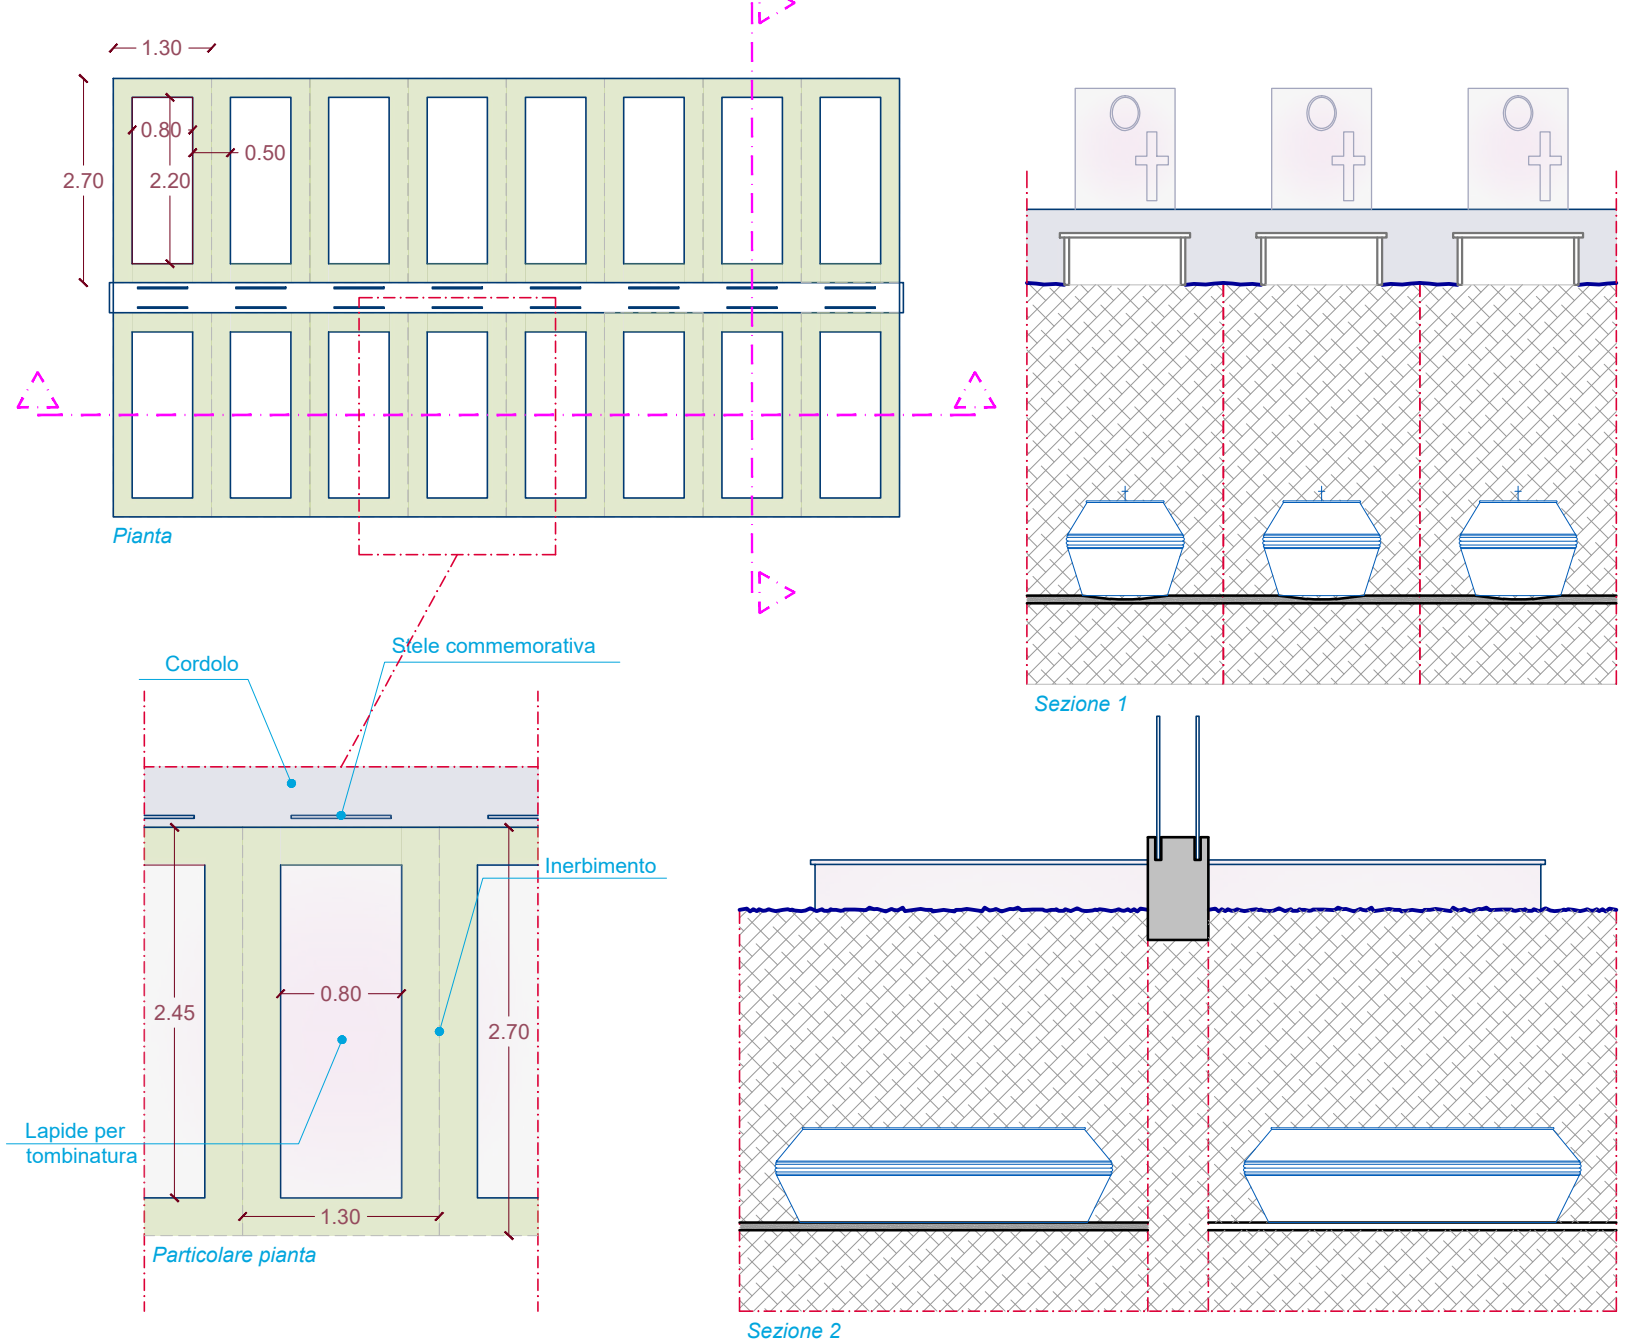 1.30
0.80
0.50
2.70
2.20
Pianta
Sezione 1
Stele commemorativa
Cordolo
Inerbimento
0.80
2.45
2.70
Lapide per
tombinatura
1.30
Particolare pianta
Sezione 2